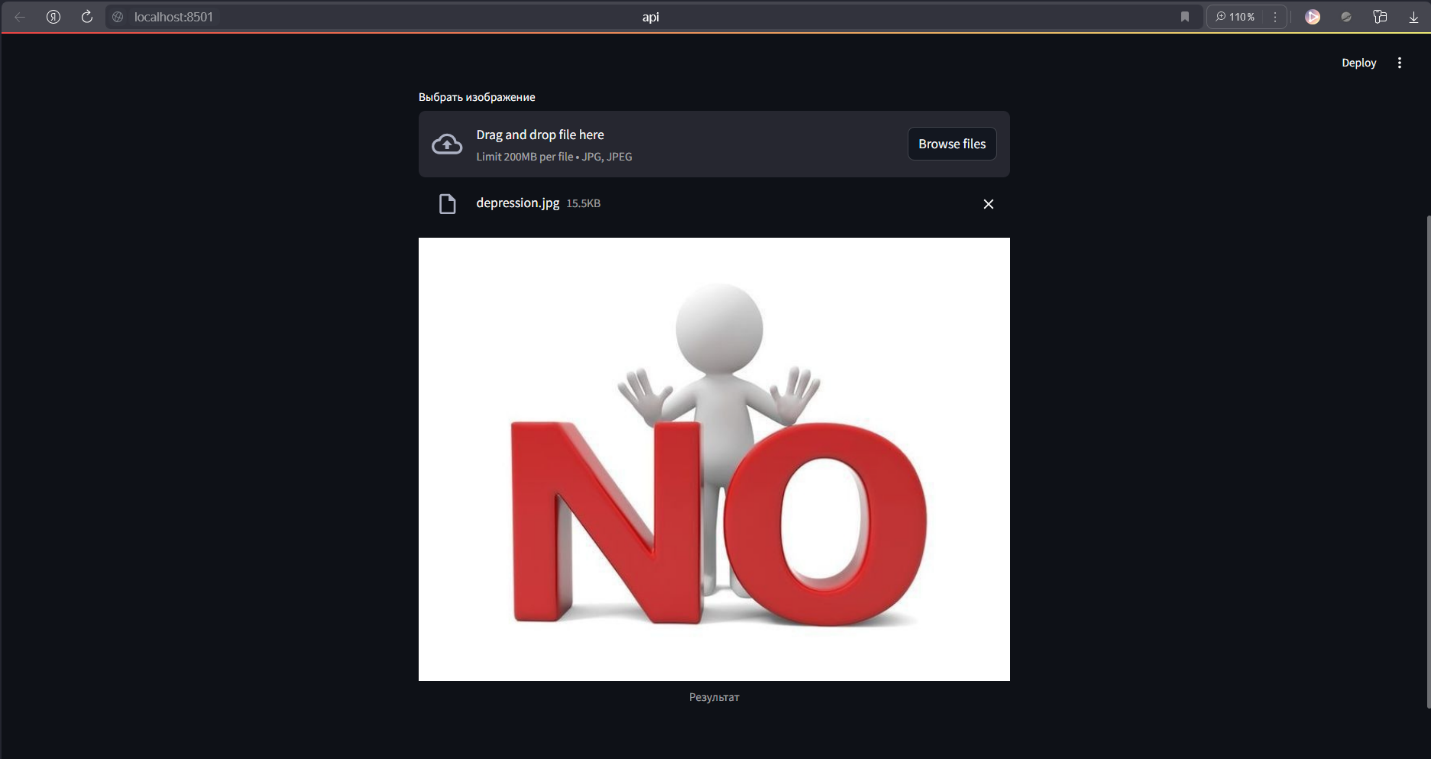 localhost:8501
api
110%
Deploy
Выбрать изображение
Drag and drop file here
Limit 200MB per file • JPG, JPEG
Browse files
depression.jpg 15.5KB
NO
Результат